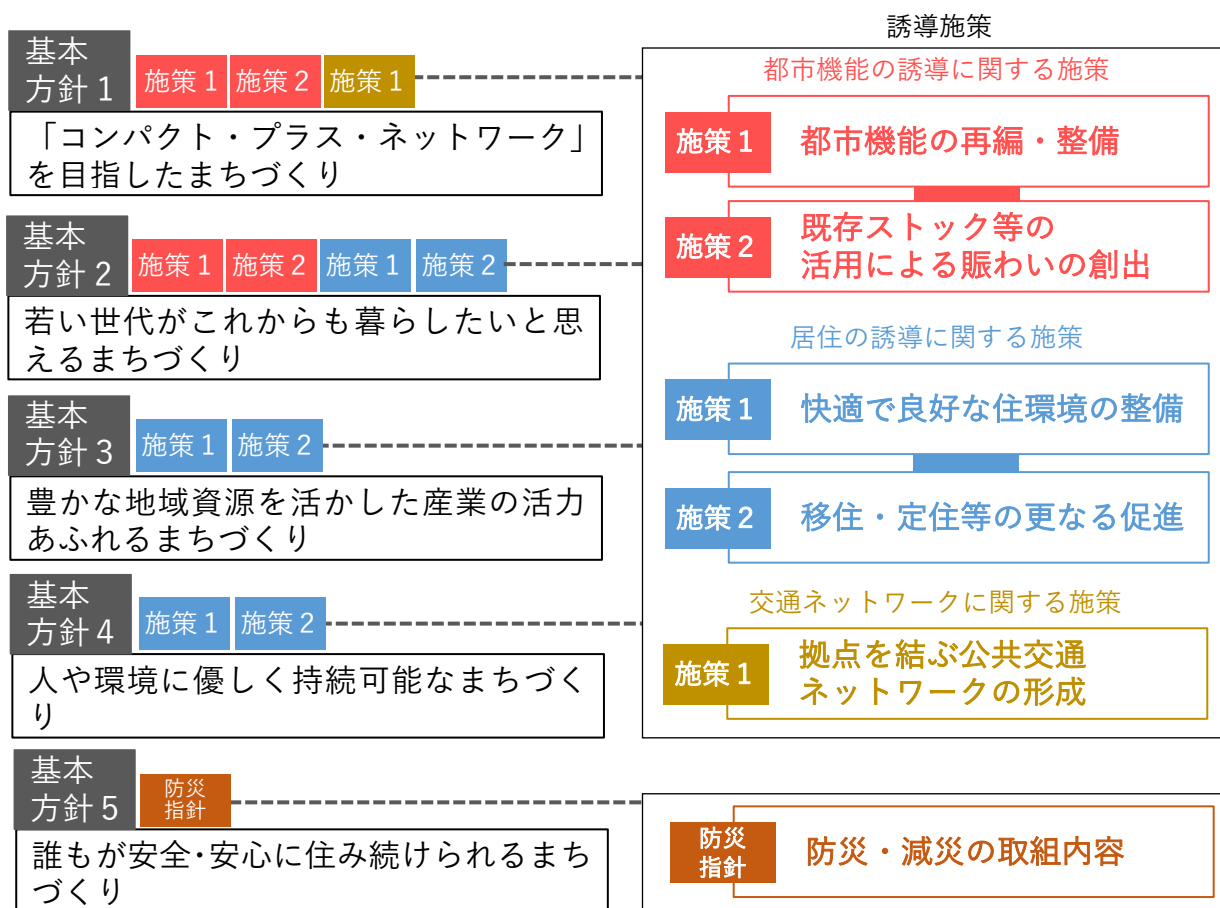 基本
方針1
施策1 施策2 施策1
「コンパクト・プラス・ネットワーク」
を目指したまちづくり
基本
方針2
施策1 施策2 施策1 施策2
若い世代がこれからも暮らしたいと思
えるまちづくり
基本
方針3
施策1 施策2
豊かな地域資源を活かした産業の活力
あふれるまちづくり
基本
方針4
施策1 施策2
人や環境に優しく持続可能なまちづく
り
基本
方針5
防災
指針
誰もが安全・安心に住み続けられるまち
づくり
誘導施策
都市機能の誘導に関する施策
施策1 都市機能の再編・整備
施策2
既存ストック等の
活用による賑わいの創出
居住の誘導に関する施策
施策1 快適で良好な住環境の整備
施策2 移住・定住等の更なる促進
交通ネットワークに関する施策
施策1
拠点を結ぶ公共交通
ネットワークの形成
防災
指針
防災・減災の取組内容